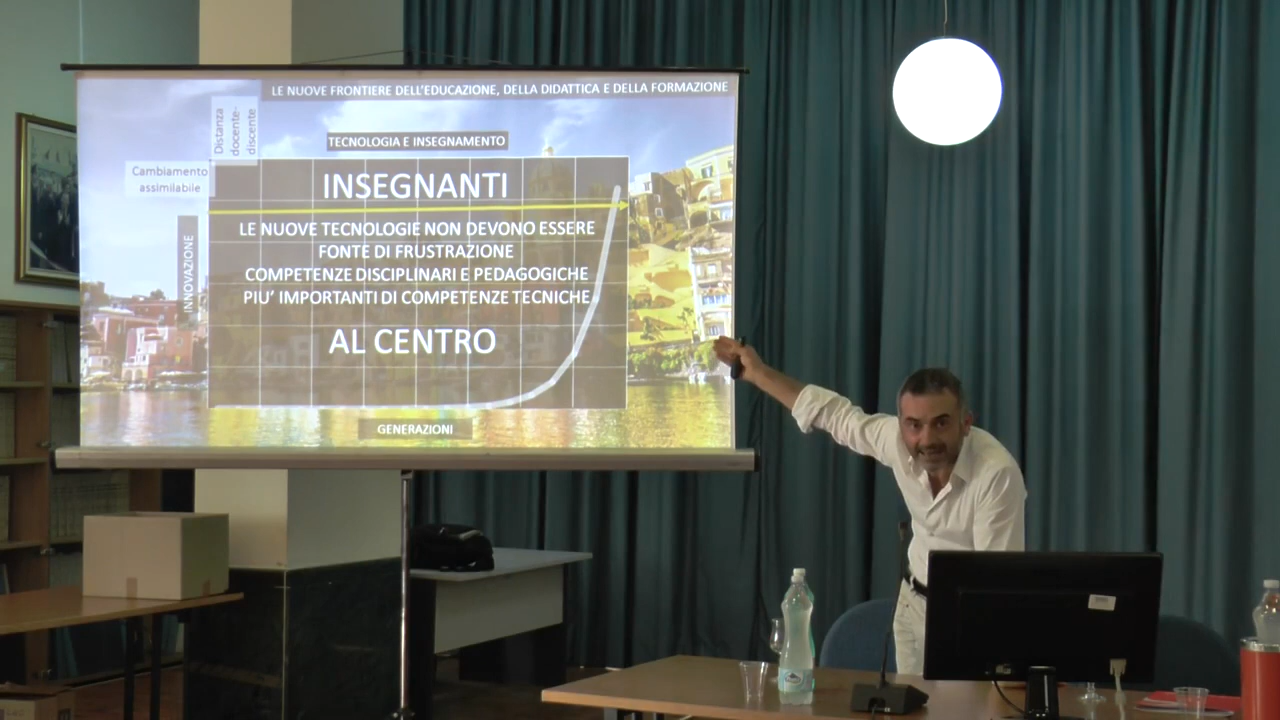 LE NUOVE FRONTIERE DELL'EDUCAZIONE, DELLA DIDATTICA E DELLA FORMAZIONE
Distanza
docente-
discente
TECNOLOGIA E INSEGNAMENTO
Cambiamento
assimilabile
INSEGNANTI
LE NUOVE TECNOLOGIE NON DEVONO ESSERE
FONTE DI FRUSTRAZIONE
COMPETENZE DISCIPLINARI E PEDAGOGICHE
PIU' IMPORTANTI DI COMPETENZE TECNICHE
INNOVAZIONE
AL CENTRO
GENERAZIONI